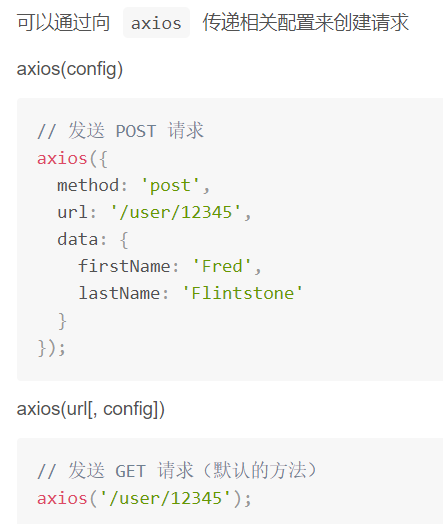 可以通过向 axios 传递相关配置来创建请求
axios(config)
// 发送 POST 请求
axios({
  method: 'post',
  url: '/user/12345',
  data: {
    firstName: 'Fred',
    lastName: 'Flintstone'
  }
});
axios(url[, config])
// 发送 GET 请求（默认的方法）
axios('/user/12345');